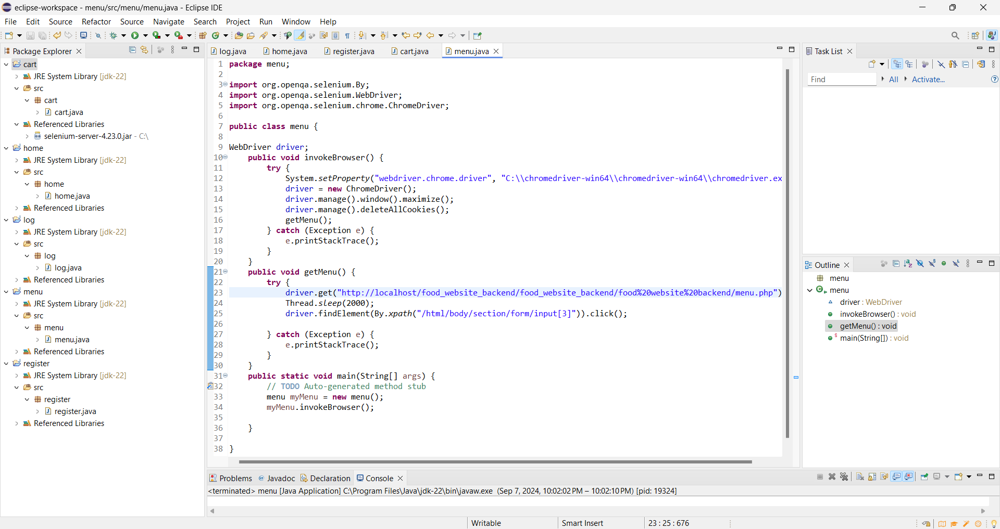 eclipse-workspace - menu/src/menu/menu.java - Eclipse IDE
File Edit Source Refactor Source Navigate Search Project Run Window Help
Package Explorer
cart
JRE System Library [jdk-22]
src
cart
cart.java
Referenced Libraries
selenium-server-4.23.0.jar - C:\
home
JRE System Library [jdk-22]
src
home
home.java
Referenced Libraries
log
JRE System Library [jdk-22]
src
log
log.java
Referenced Libraries
menu
JRE System Library [jdk-22]
src
menu
menu.java
Referenced Libraries
register
JRE System Library [jdk-22]
src
register
register.java
Referenced Libraries
log.java home.java register.java cart.java menu.java
1 package menu;
2
3 import org.openqa.selenium.By;
4 import org.openqa.selenium.WebDriver;
5 import org.openqa.selenium.chrome.ChromeDriver;
6
7 public class menu {
8
9 WebDriver driver;
10 public void invokeBrowser() {
11 try {
12 System.setProperty("webdriver.chrome.driver", "C:\\chromedriver-win64\\chromedriver-win64\\chromedriver.ex
13 driver = new ChromeDriver();
14 driver.manage().window().maximize();
15 driver.manage().deleteAllCookies();
16 getMenu();
17 } catch (Exception e) {
18 e.printStackTrace();
19 }
20 }
21 public void getMenu() {
22 try {
23 driver.get("http://localhost/food_website_backend/food_website_backend/food%20website%20backend/menu.php")
24 Thread.sleep(2000);
25 driver.findElement(By.xpath("/html/body/section/form/input[3]")).click();
26
27 } catch (Exception e) {
28 e.printStackTrace();
29 }
30 }
31 public static void main(String[] args) {
32 // TODO Auto-generated method stub
33 menu myMenu = new menu();
34 myMenu.invokeBrowser();
35
36 }
37
38 }
Task List
Find All Activate...
Outline
menu
menu
driver : WebDriver
invokeBrowser() : void
getMenu() : void
main(String[]) : void
Problems Javadoc Declaration Console
<terminated> menu [Java Application] C:\Program Files\Java\jdk-22\bin\javaw.exe (Sep 7, 2024, 10:02:02 PM – 10:02:10 PM) [pid: 19324]
Writable Smart Insert 23 : 25 : 676